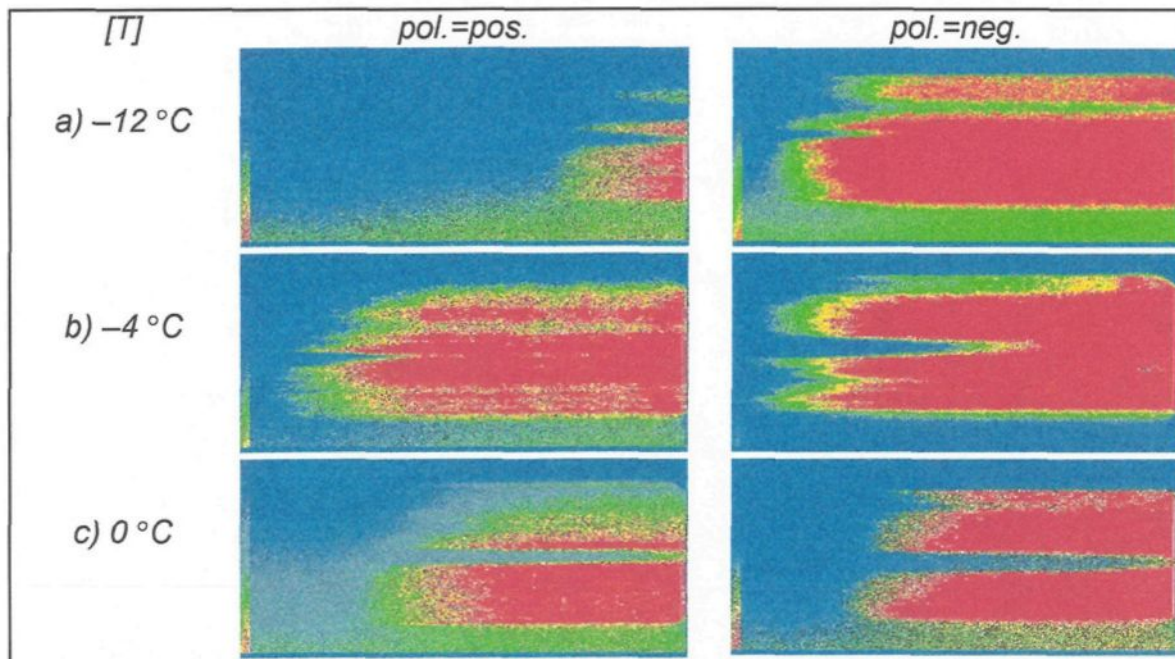 [T] pol.=pos. pol.=neg.
a) –12 °C
b) –4 °C
c) 0 °C